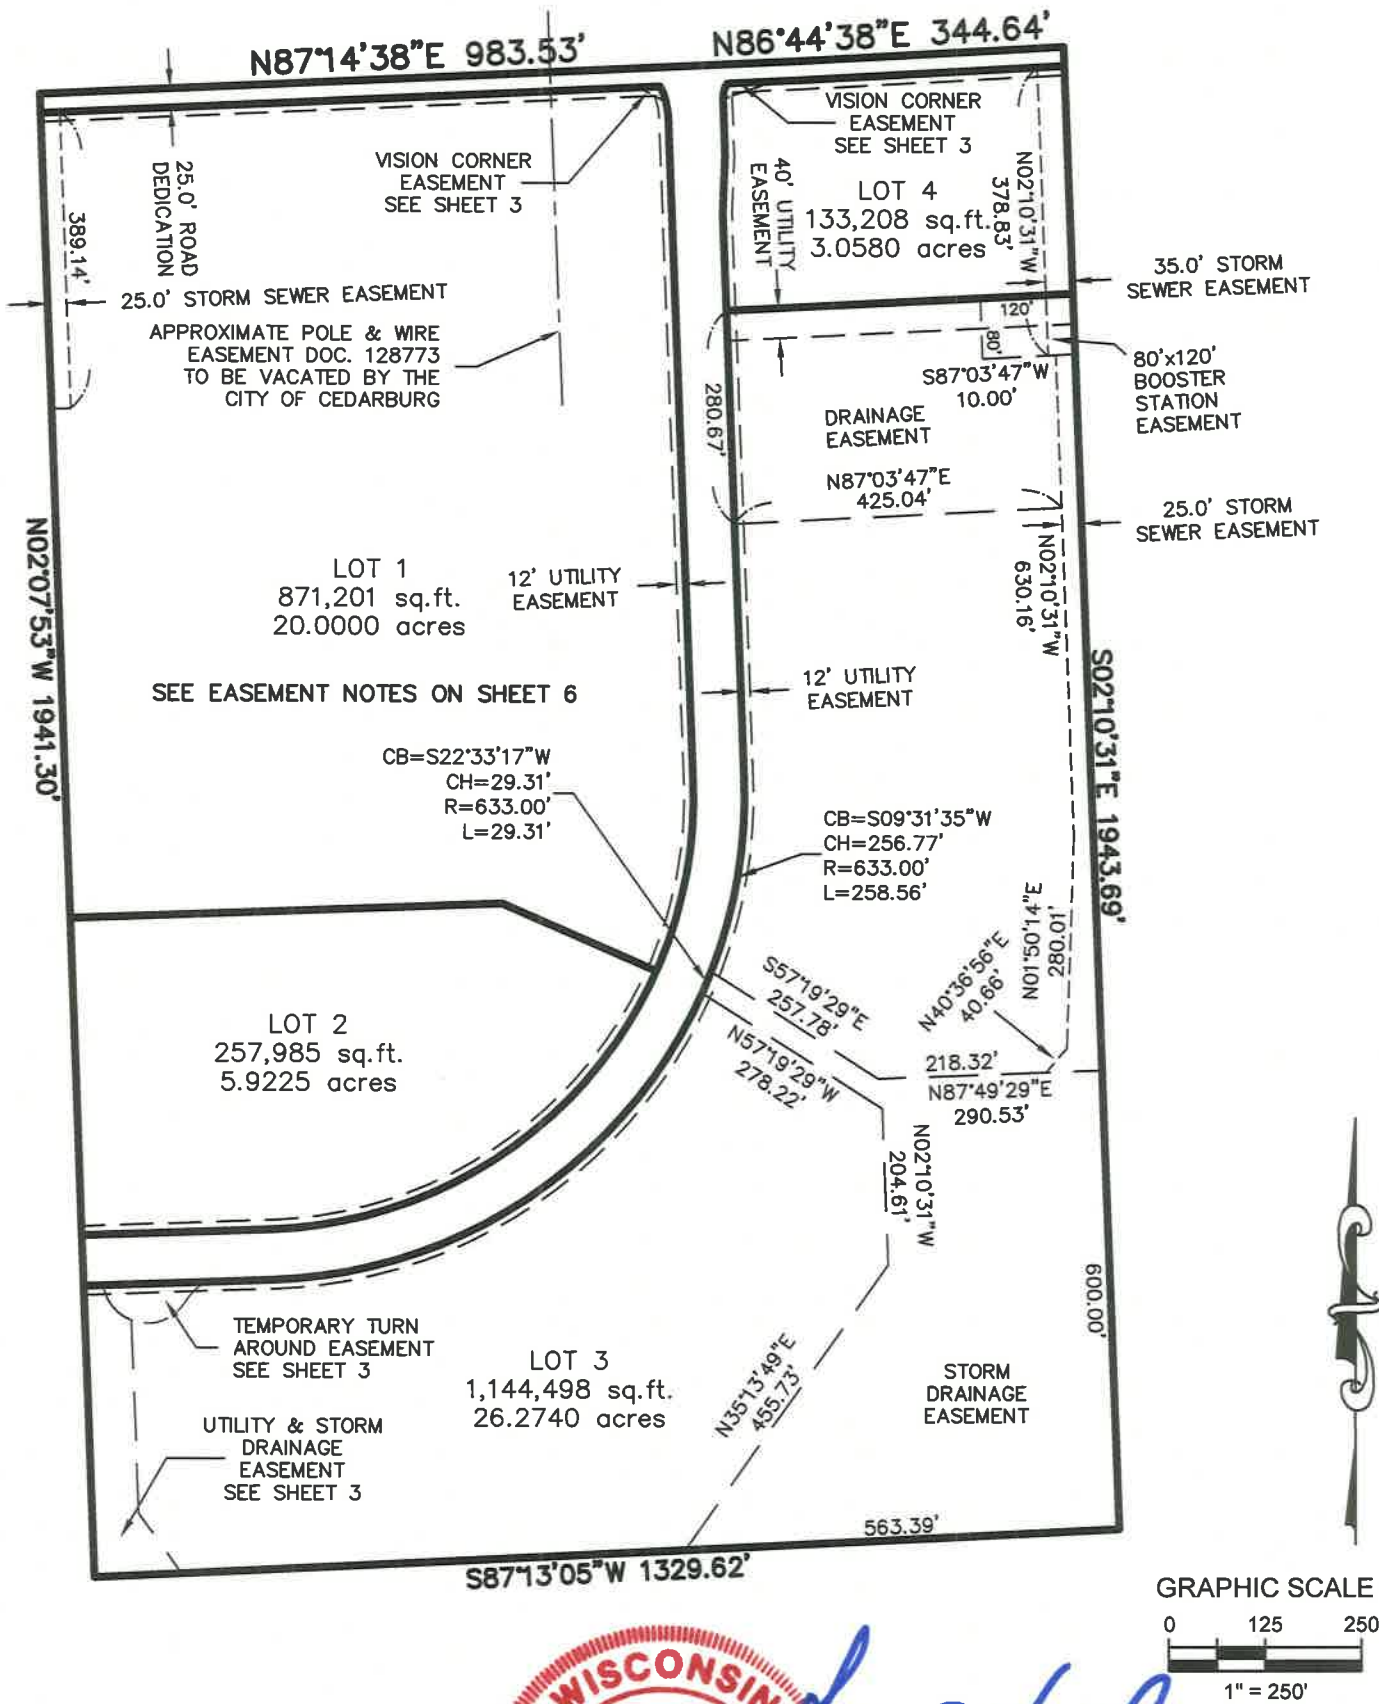 N87°14'38"E 983.53'
N86°44'38"E 344.64'
VISION CORNER
EASEMENT
SEE SHEET 3
VISION CORNER
EASEMENT
SEE SHEET 3
25.0' ROAD
DEDICATION
389.14'
40' UTILITY
EASEMENT
LOT 4
133,208 sq.ft.
3.0580 acres
N02°10'31"W
378.83'
25.0' STORM SEWER EASEMENT
35.0' STORM
SEWER EASEMENT
APPROXIMATE POLE & WIRE
EASEMENT DOC. 128773
TO BE VACATED BY THE
CITY OF CEDARBURG
120'
80'
S87°03'47"W
10.00'
80'x120'
BOOSTER
STATION
EASEMENT
280.67'
DRAINAGE
EASEMENT
N87°03'47"E
425.04'
25.0' STORM
SEWER EASEMENT
N02°07'53"W 1941.30'
LOT 1
871,201 sq.ft.
20.0000 acres
12' UTILITY
EASEMENT
N02°10'31"W
630.16'
SEE EASEMENT NOTES ON SHEET 6
12' UTILITY
EASEMENT
S02°10'31"E 1943.69'
CB=S22°33'17"W
CH=29.31'
R=633.00'
L=29.31'
CB=S09°31'35"W
CH=256.77'
R=633.00'
L=258.56'
S57°19'29"E
257.78'
N40°36'56"E
40.66'
N01°50'14"E
280.01'
LOT 2
257,985 sq.ft.
5.9225 acres
N57°19'29"W
278.22'
218.32'
N87°49'29"E
290.53'
N02°10'31"W
204.61'
600.00'
TEMPORARY TURN
AROUND EASEMENT
SEE SHEET 3
LOT 3
1,144,498 sq.ft.
26.2740 acres
N35°13'49"E
455.73'
STORM
DRAINAGE
EASEMENT
UTILITY & STORM
DRAINAGE
EASEMENT
SEE SHEET 3
563.39'
S87°13'05"W 1329.62'
GRAPHIC SCALE
0 125 250
1" = 250'
WISCONSIN